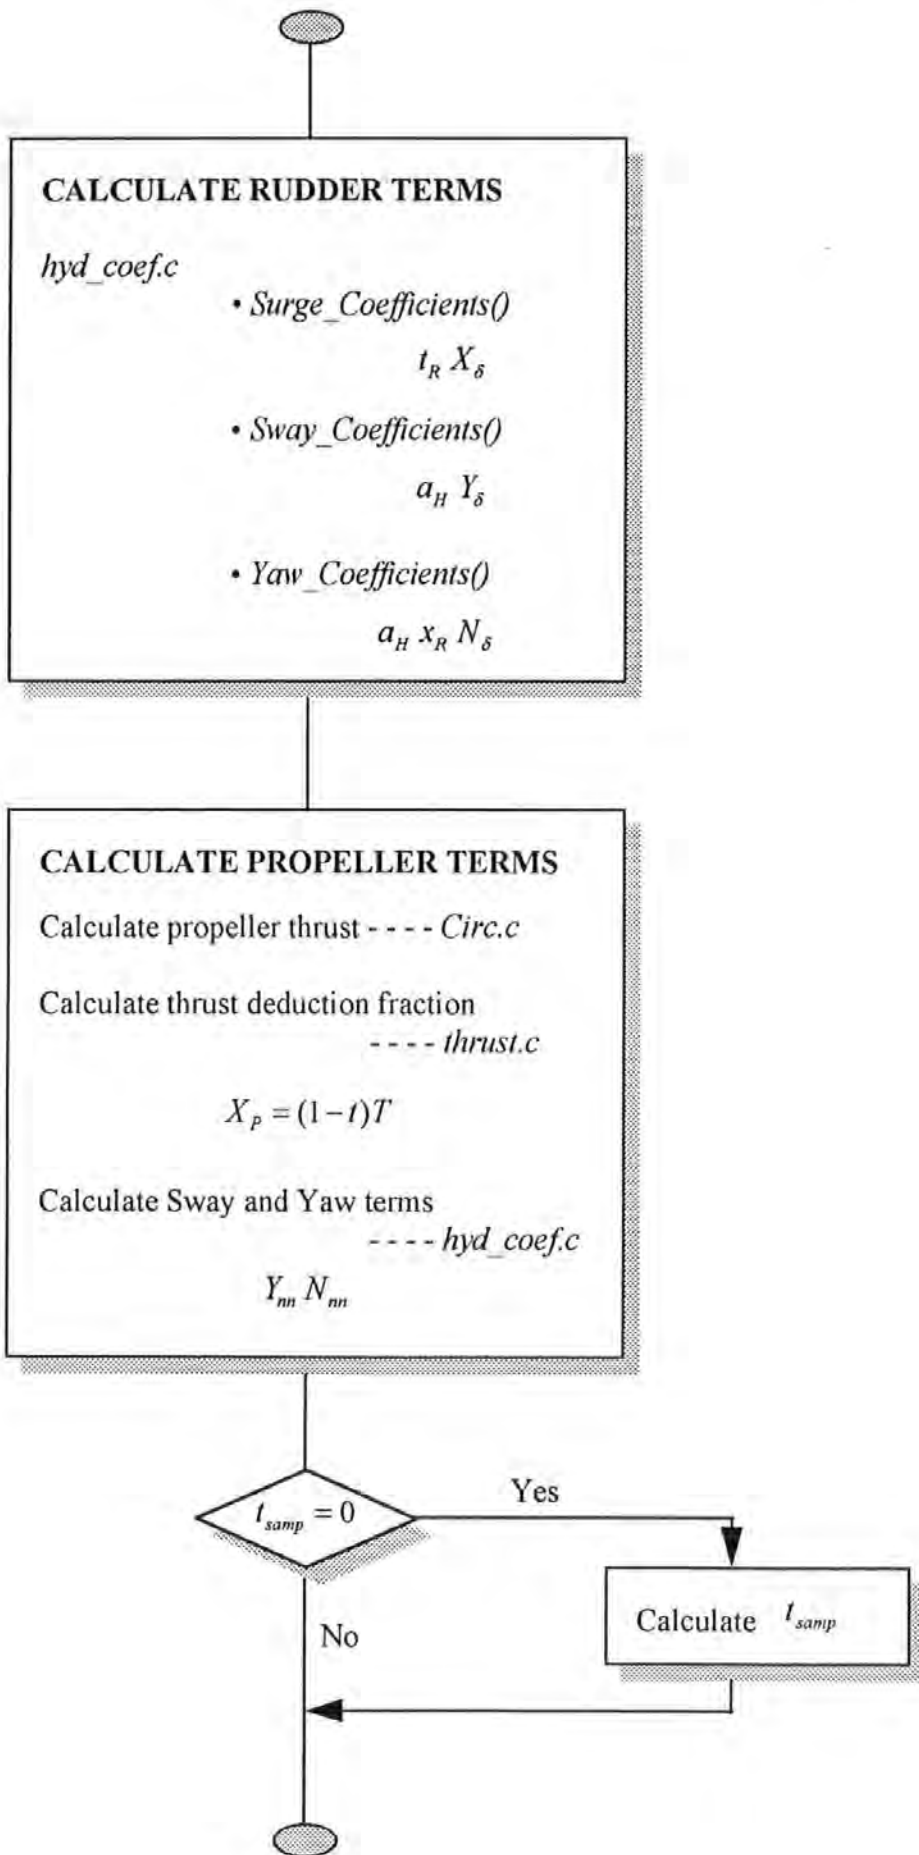 CALCULATE RUDDER TERMS
hyd_coef.c
• Surge_Coefficients()
t_R X_δ
• Sway_Coefficients()
a_H Y_δ
• Yaw_Coefficients()
a_H x_R N_δ
CALCULATE PROPELLER TERMS
Calculate propeller thrust - - - - Circ.c
Calculate thrust deduction fraction
- - - - thrust.c
X_P = (1-t)T
Calculate Sway and Yaw terms
- - - - hyd_coef.c
Y_nn N_nn
Yes
t_samp = 0
Calculate t_samp
No